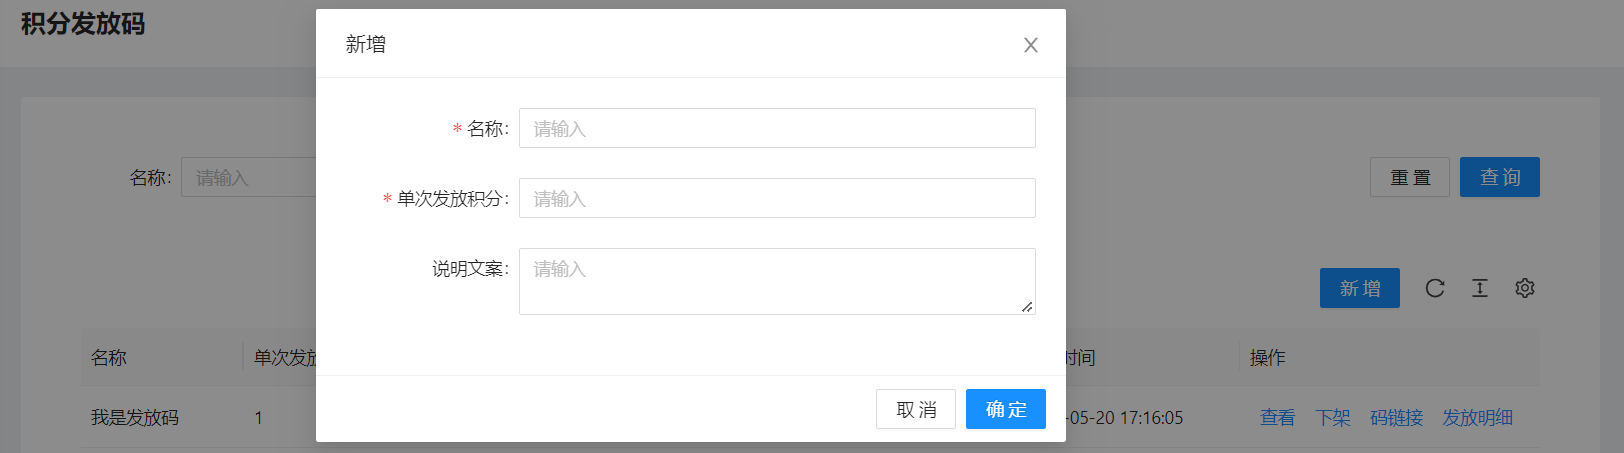 积分发放码
新增
* 名称:
请输入
名称:
请输入
重置
查询
* 单次发放积分:
请输入
说明文案:
请输入
新增
名称
单次发放
时间
操作
取消
确定
我是发放码
1
-05-20 17:16:05
查看
下架
码链接
发放明细